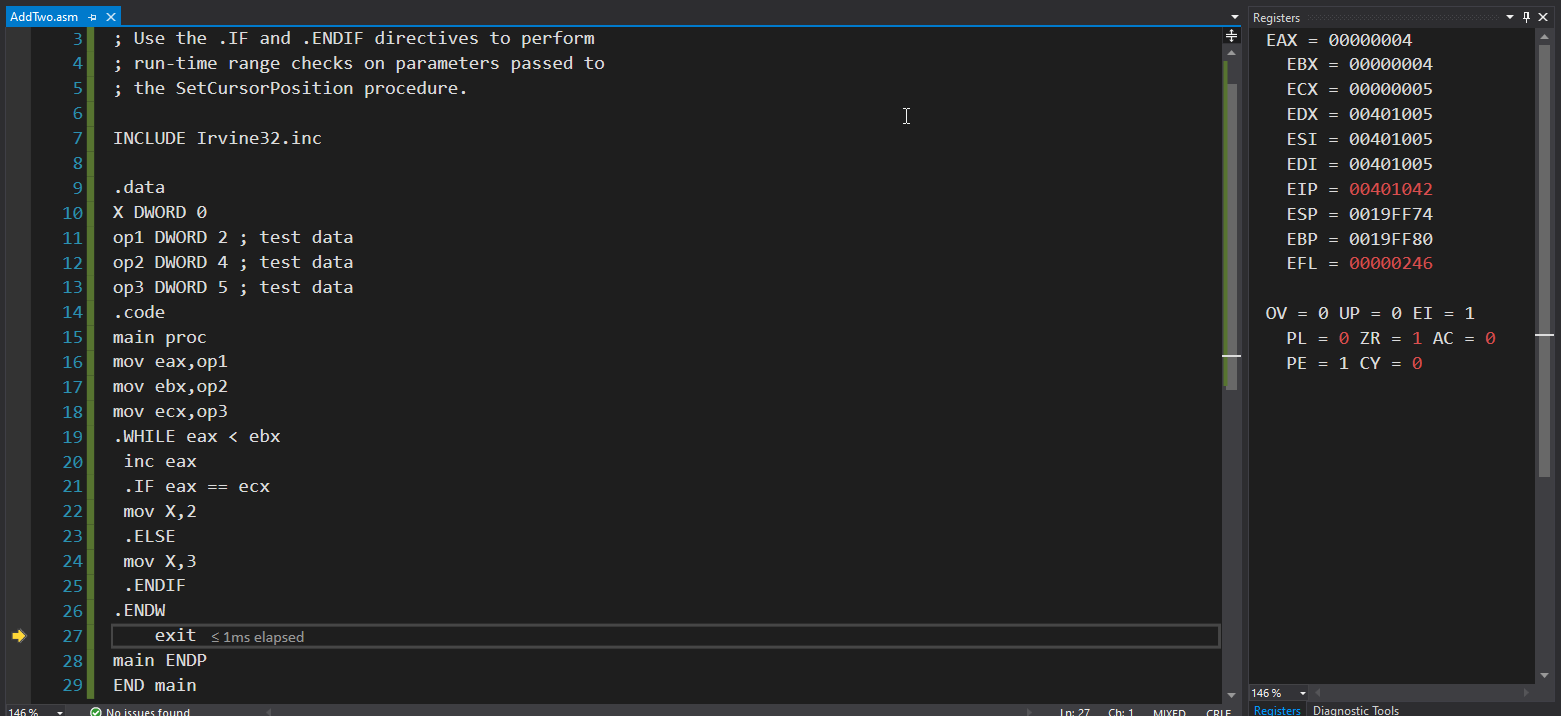 AddTwo.asm
3 ; Use the .IF and .ENDIF directives to perform
4 ; run-time range checks on parameters passed to
5 ; the SetCursorPosition procedure.
6
7 INCLUDE Irvine32.inc
8
9 .data
10 X DWORD 0
11 op1 DWORD 2 ; test data
12 op2 DWORD 4 ; test data
13 op3 DWORD 5 ; test data
14 .code
15 main proc
16 mov eax,op1
17 mov ebx,op2
18 mov ecx,op3
19 .WHILE eax < ebx
20 inc eax
21 .IF eax == ecx
22 mov X,2
23 .ELSE
24 mov X,3
25 .ENDIF
26 .ENDW
27 exit ≤ 1ms elapsed
28 main ENDP
29 END main
146 % No issues found Ln: 27 Ch: 1 MIXED CRLF
Registers
EAX = 00000004
EBX = 00000004
ECX = 00000005
EDX = 00401005
ESI = 00401005
EDI = 00401005
EIP = 00401042
ESP = 0019FF74
EBP = 0019FF80
EFL = 00000246
OV = 0 UP = 0 EI = 1
PL = 0 ZR = 1 AC = 0
PE = 1 CY = 0
146 %
Registers Diagnostic Tools